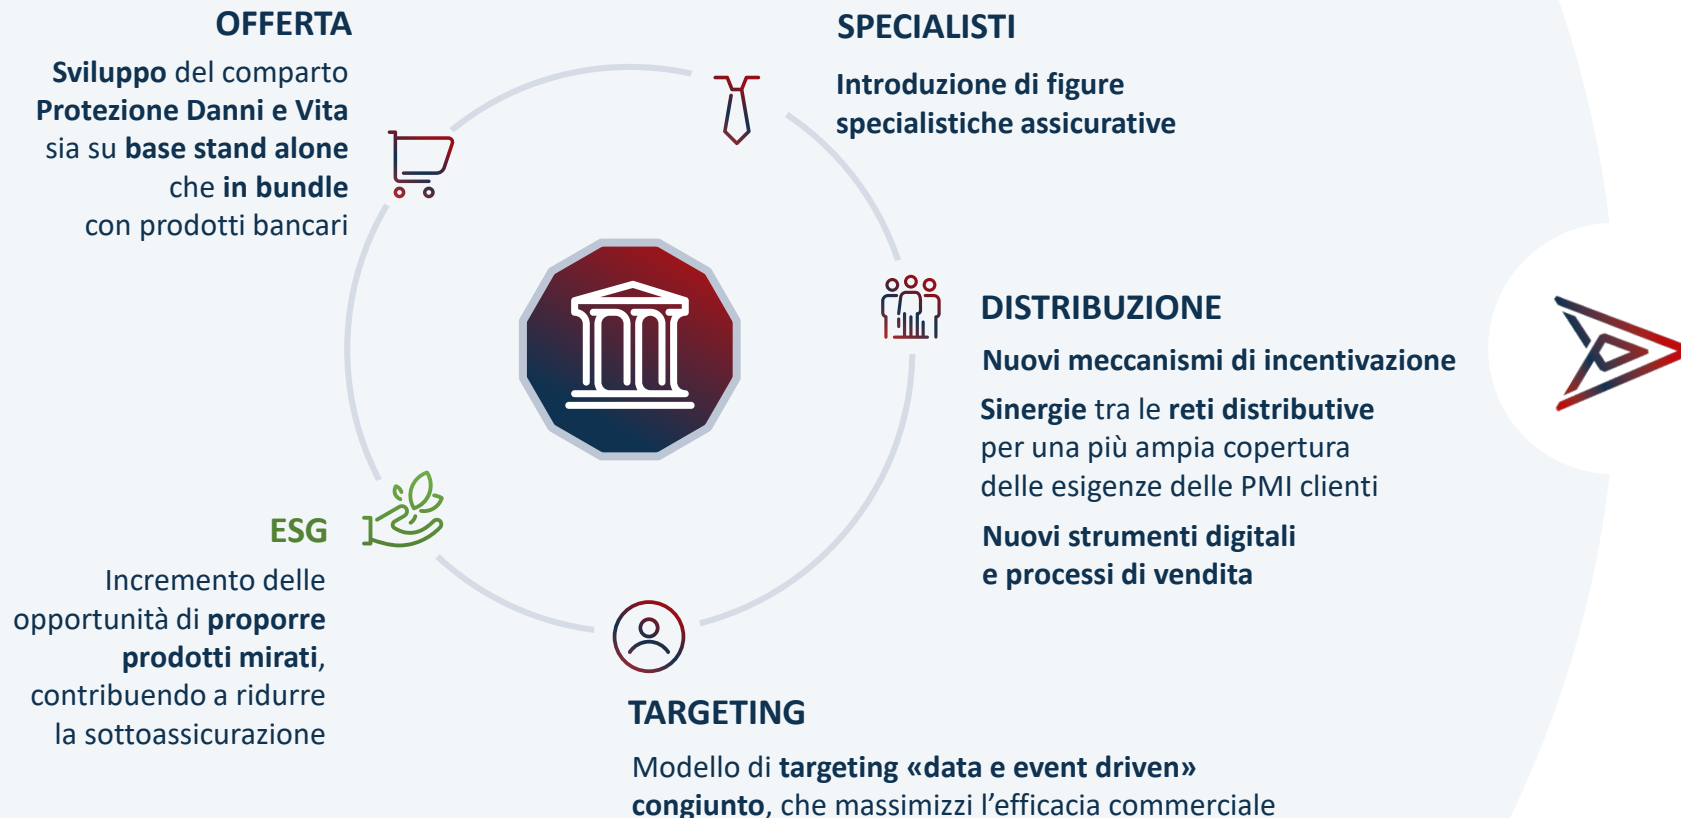 OFFERTA
Sviluppo del comparto
Protezione Danni e Vita
sia su base stand alone
che in bundle
con prodotti bancari
SPECIALISTI
Introduzione di figure
specialistiche assicurative
DISTRIBUZIONE
Nuovi meccanismi di incentivazione
Sinergie tra le reti distributive
per una più ampia copertura
delle esigenze delle PMI clienti
Nuovi strumenti digitali
e processi di vendita
ESG
Incremento delle
opportunità di proporre
prodotti mirati,
contribuendo a ridurre
la sottoassicurazione
TARGETING
Modello di targeting «data e event driven»
congiunto, che massimizzi l’efficacia commerciale